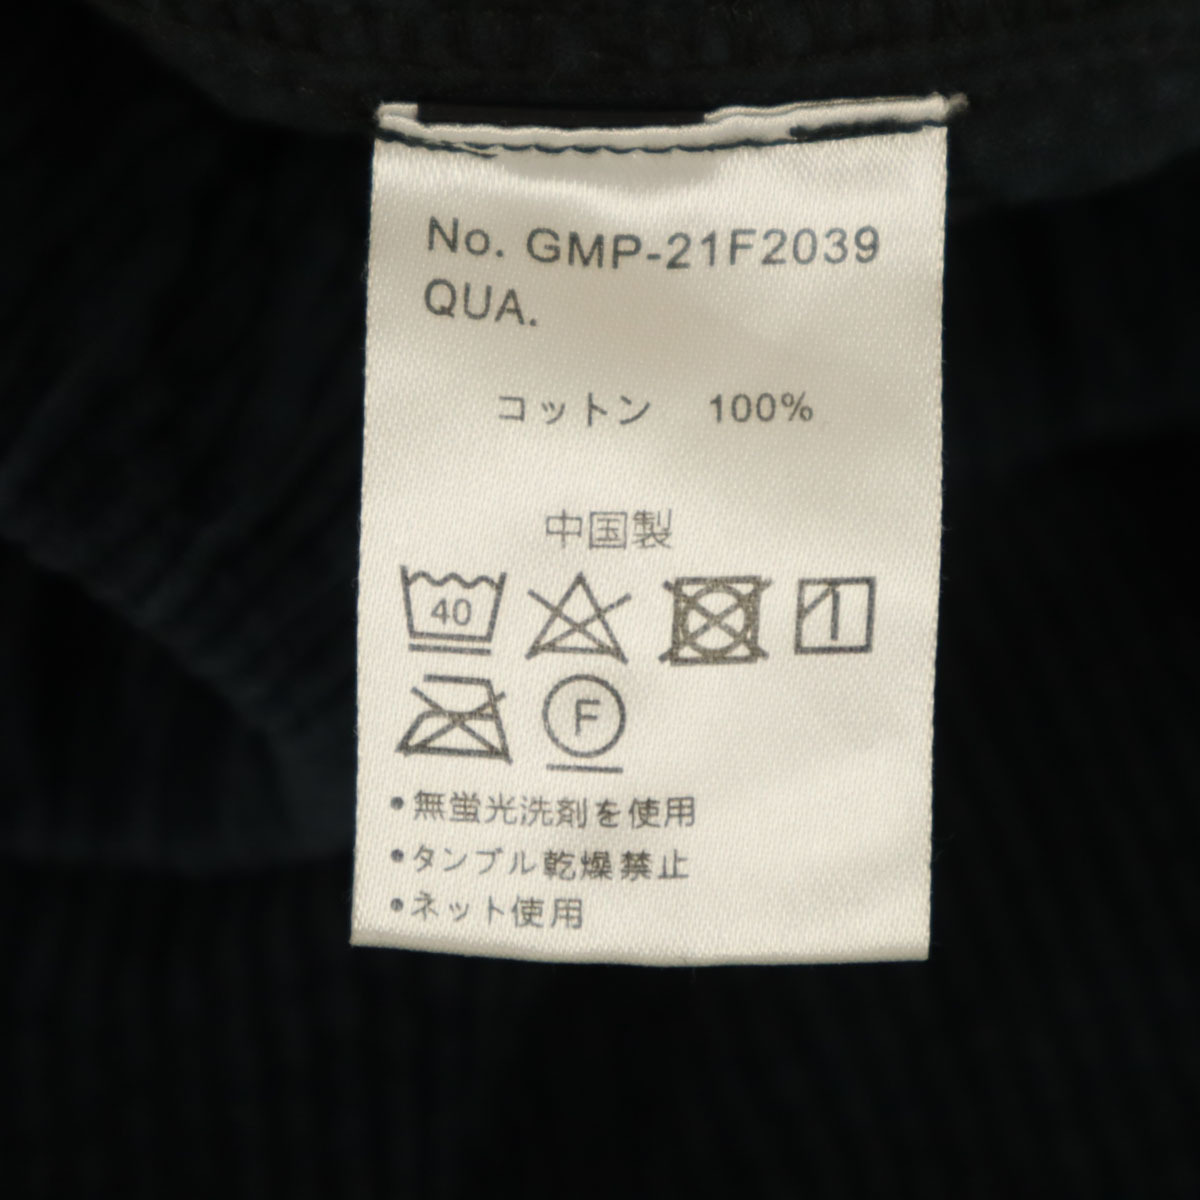 No. GMP-21F2039
QUA.
コットン 100%
中国製
40
F
•無蛍光洗剤を使用
•タンブル乾燥禁止
•ネット使用